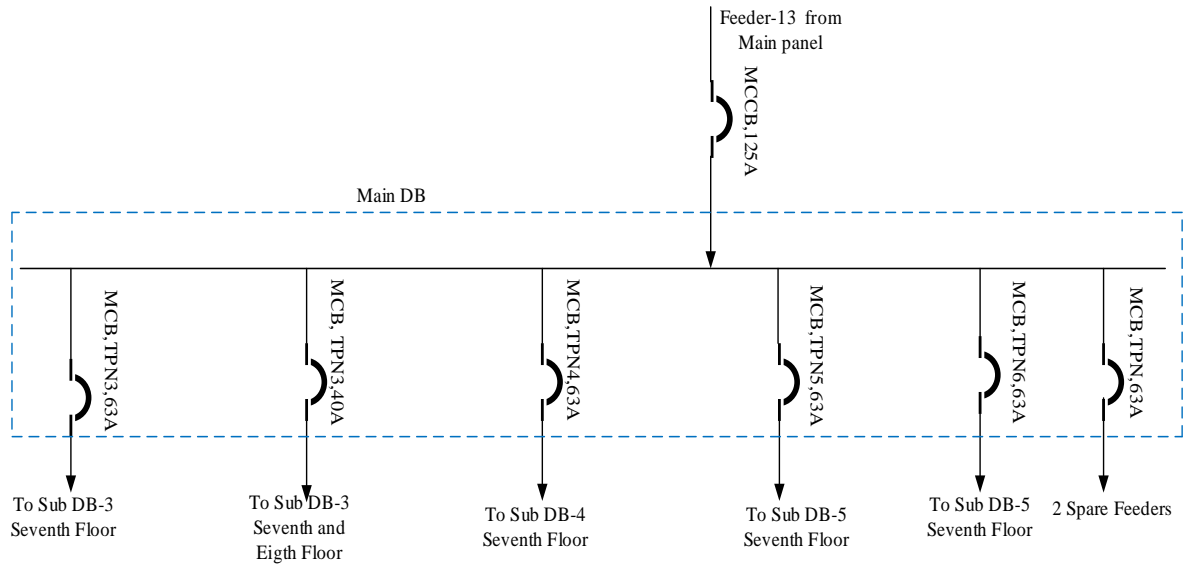 Feeder-13 from
Main panel
MCCB,125A
Main DB
MCB,TPN3,63A
MCB, TPN3,40A
MCB,TPN4,63A
MCB,TPN5,63A
MCB,TPN6,63A
MCB,TPN,63A
To Sub DB-3
Seventh Floor
To Sub DB-3
Seventh and
Eigth Floor
To Sub DB-4
Seventh Floor
To Sub DB-5
Seventh Floor
To Sub DB-5
Seventh Floor
2 Spare Feeders